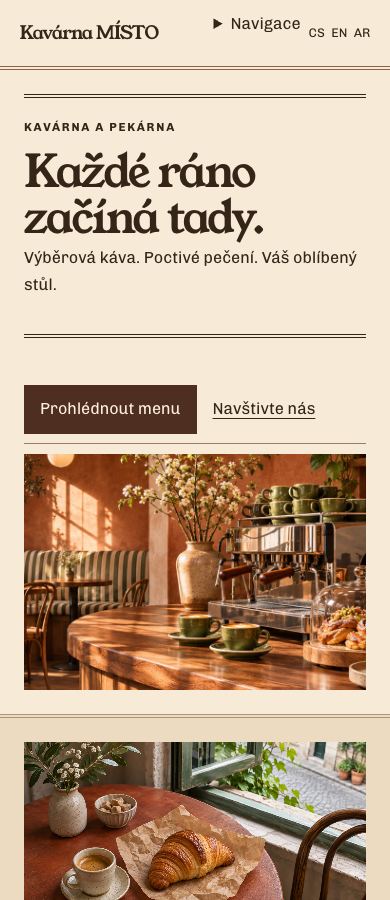 Kavárna MÍSTO
▶ Navigace
CS EN AR
KAVÁRNA A PEKÁRNA
Každé ráno
začíná tady.
Výběrová káva. Poctivé pečení. Váš oblíbený
stůl.
Prohlédnout menu
Navštivte nás